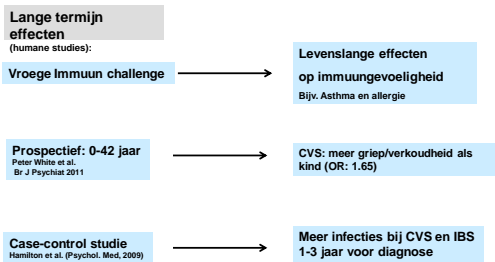 Lange termijn
effecten
(humane studies):
Vroege Immuun challenge
Levenslange effecten
op immuungevoeligheid
Bijv. Asthma en allergie
Prospectief: 0-42 jaar
Peter White et al.
Br J Psychiat 2011
CVS: meer griep/verkoudheid als
kind (OR: 1.65)
Case-control studie
Hamilton et al. (Psychol. Med, 2009)
Meer infecties bij CVS en IBS
1-3 jaar voor diagnose